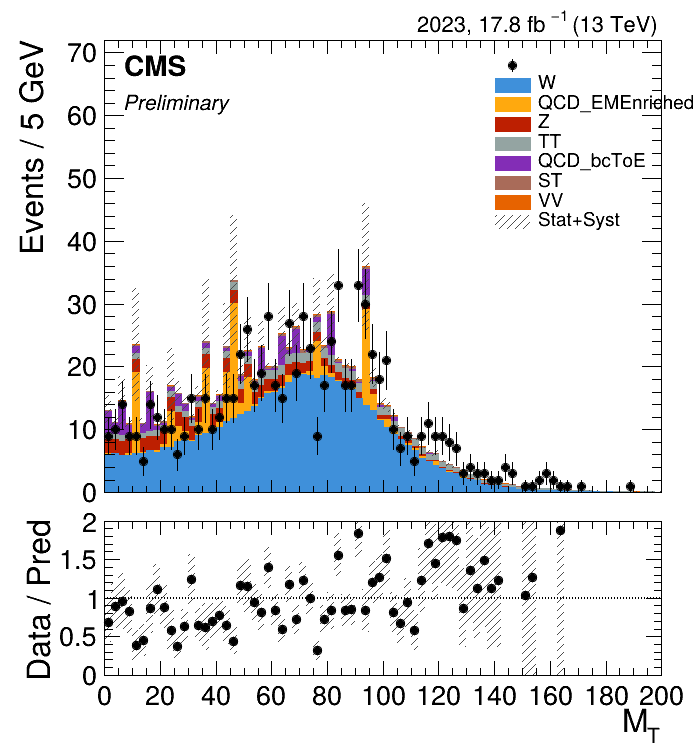 2023, 17.8 fb⁻¹ (13 TeV)
CMS
Preliminary
W
QCD_EMEnriehed
Z
TT
QCD_bcToE
ST
VV
Stat+Syst
Events / 5 GeV
70
60
50
40
30
20
10
0
Data / Pred
2
1.5
1
0.5
0
0 20 40 60 80 100 120 140 160 180 200
M_T